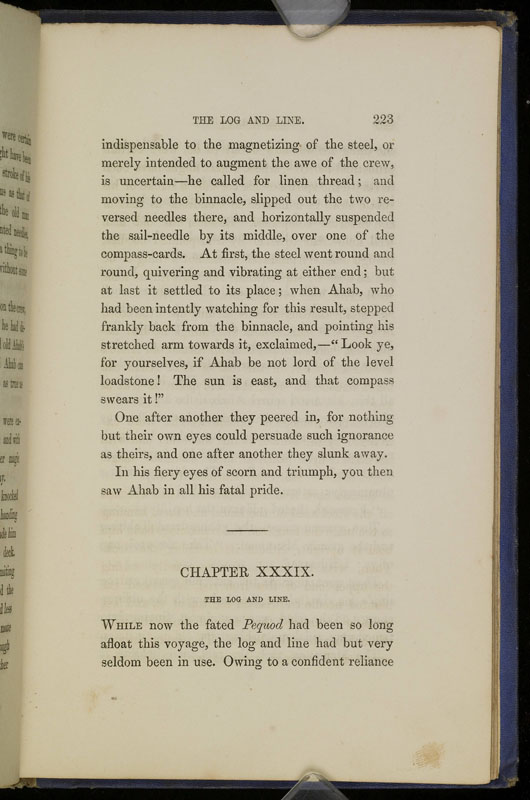 THE LOG AND LINE. 223
indispensable to the magnetizing of the steel, or
merely intended to augment the awe of the crew,
is uncertain—he called for linen thread; and
moving to the binnacle, slipped out the two re-
versed needles there, and horizontally suspended
the sail-needle by its middle, over one of the
compass-cards. At first, the steel went round and
round, quivering and vibrating at either end; but
at last it settled to its place; when Ahab, who
had been intently watching for this result, stepped
frankly back from the binnacle, and pointing his
stretched arm towards it, exclaimed,—“Look ye,
for yourselves, if Ahab be not lord of the level
loadstone! The sun is east, and that compass
swears it!”
One after another they peered in, for nothing
but their own eyes could persuade such ignorance
as theirs, and one after another they slunk away.
In his fiery eyes of scorn and triumph, you then
saw Ahab in all his fatal pride.
CHAPTER XXXIX.
THE LOG AND LINE.
WHILE now the fated Pequod had been so long
afloat this voyage, the log and line had but very
seldom been in use. Owing to a confident reliance